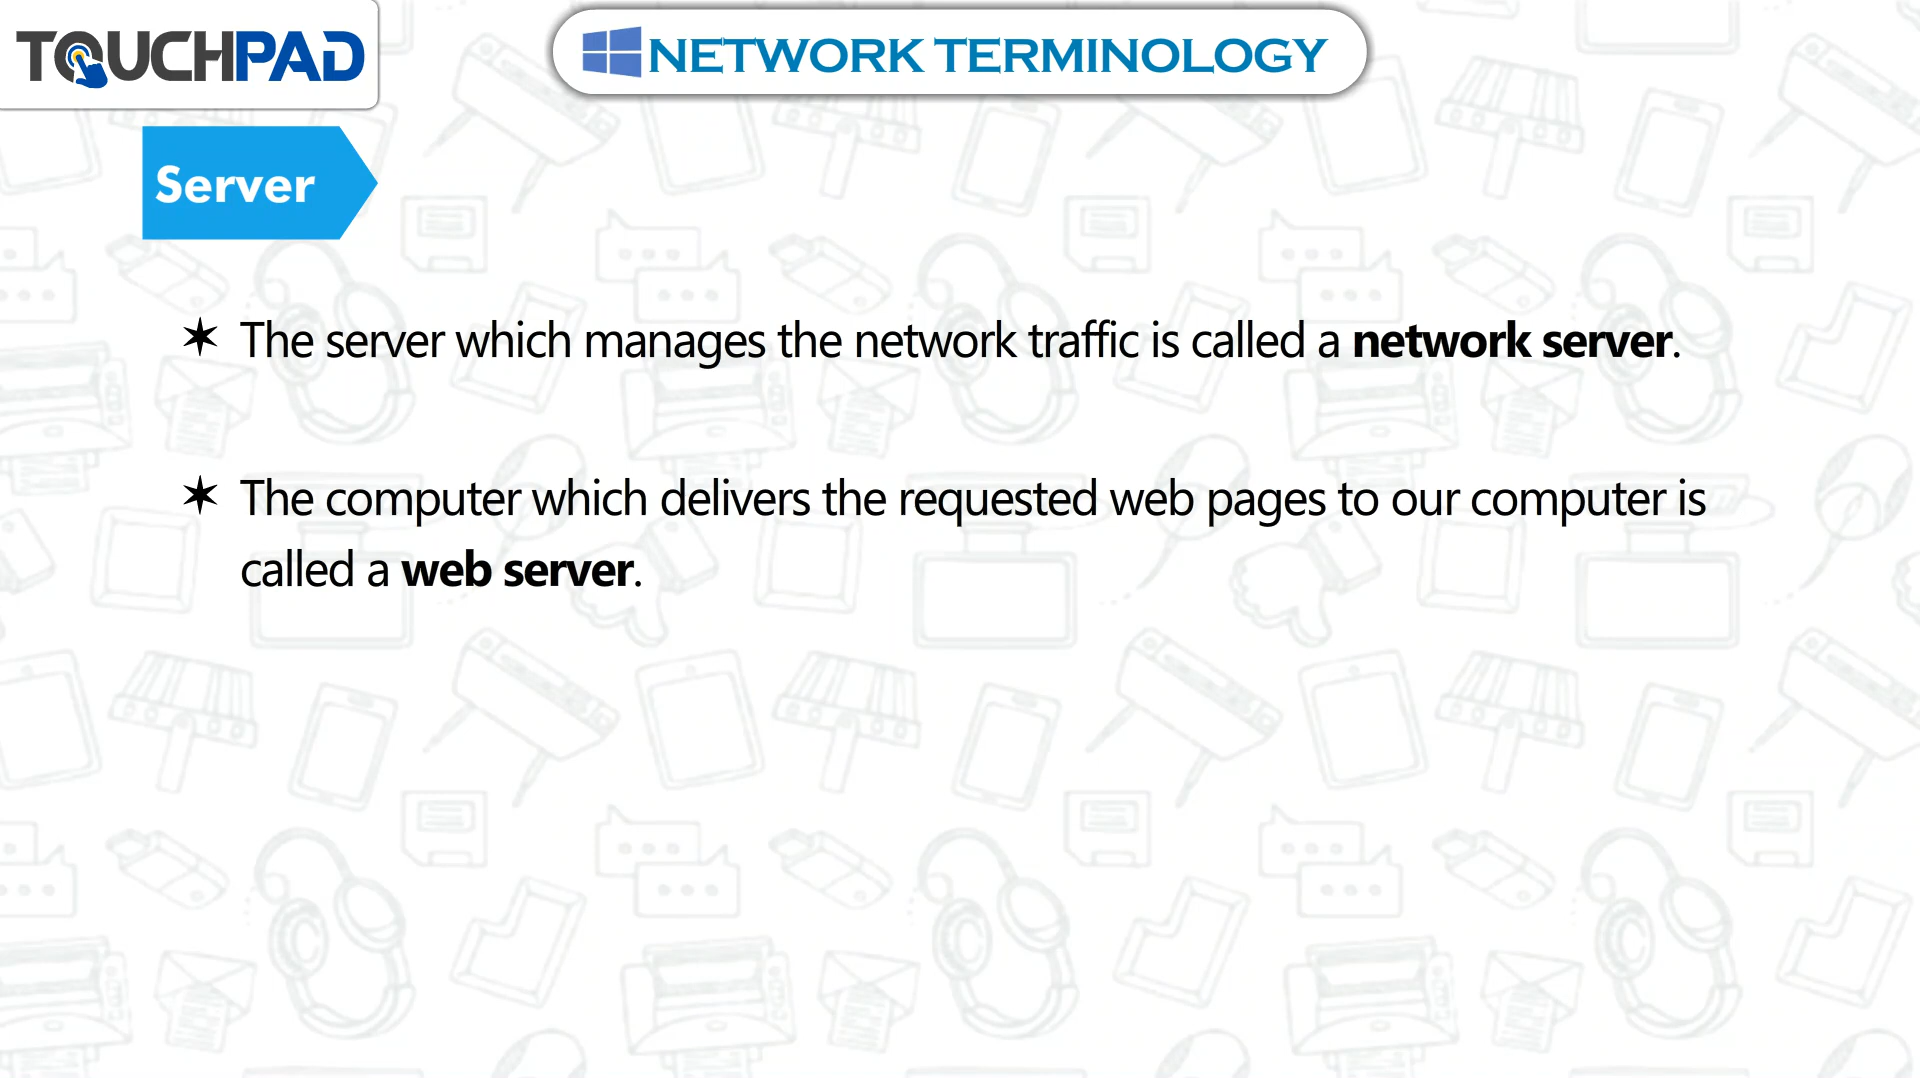 TOUCHPAD
NETWORK TERMINOLOGY
Server
✶ The server which manages the network traffic is called a network server.
✶ The computer which delivers the requested web pages to our computer is
called a web server.